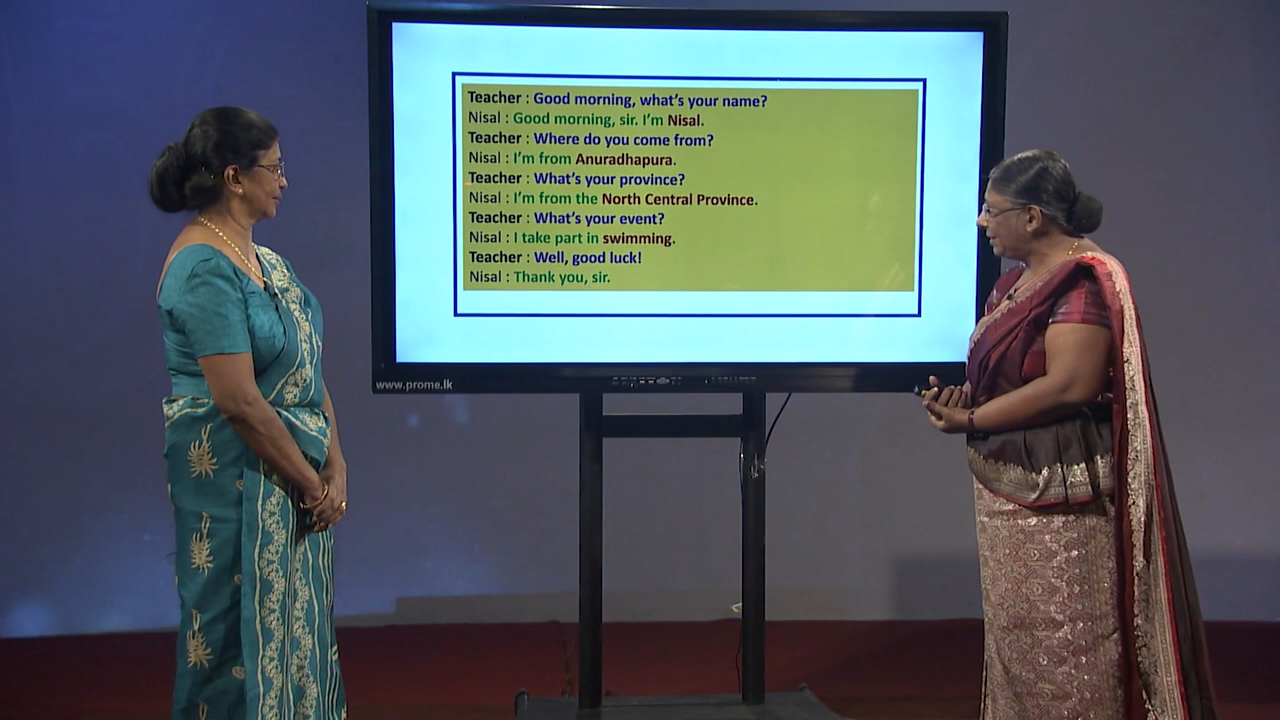 Teacher : Good morning, what's your name?
Nisal : Good morning, sir. I'm Nisal.
Teacher : Where do you come from?
Nisal : I'm from Anuradhapura.
Teacher : What's your province?
Nisal : I'm from the North Central Province.
Teacher : What's your event?
Nisal : I take part in swimming.
Teacher : Well, good luck!
Nisal : Thank you, sir.
www.prome.lk